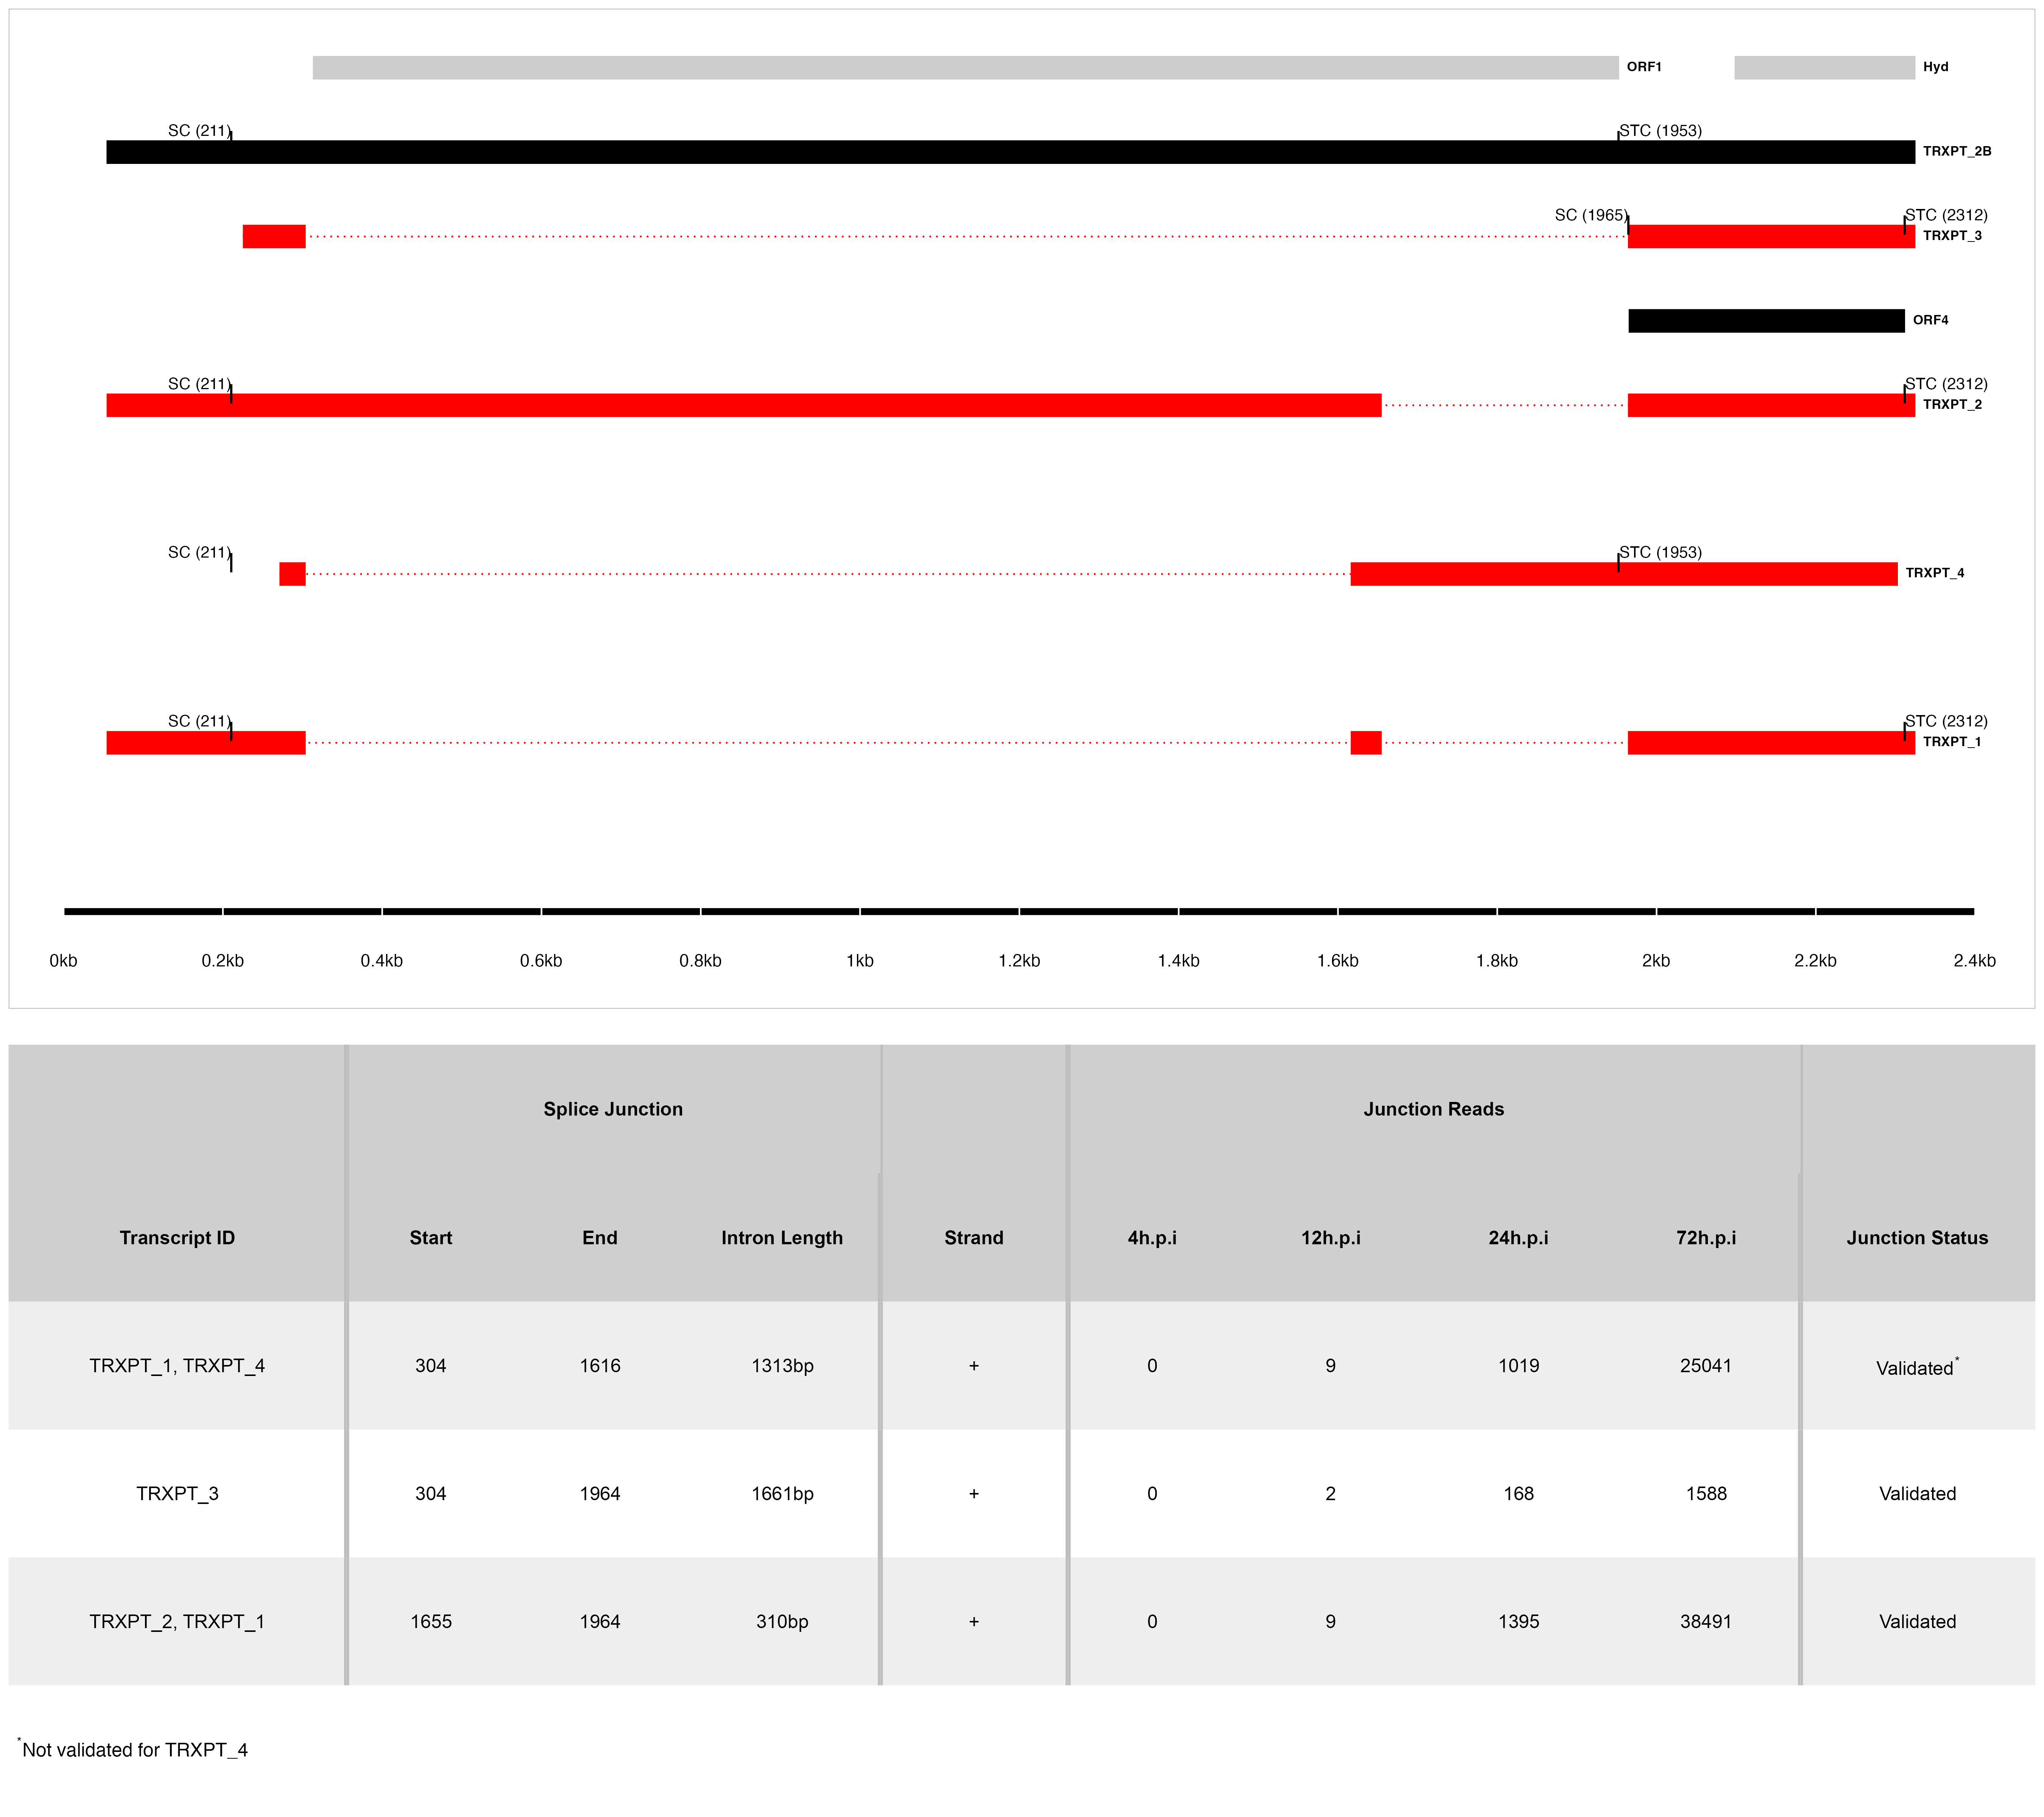 ORF1 Hyd
SC (211) STC (1953)
TRXPT_2B
SC (1965) STC (2312)
TRXPT_3
ORF4
SC (211) STC (2312)
TRXPT_2
SC (211) STC (1953)
TRXPT_4
SC (211) STC (2312)
TRXPT_1
0kb 0.2kb 0.4kb 0.6kb 0.8kb 1kb 1.2kb 1.4kb 1.6kb 1.8kb 2kb 2.2kb 2.4kb
Splice Junction Junction Reads
Transcript ID Start End Intron Length Strand 4h.p.i 12h.p.i 24h.p.i 72h.p.i Junction Status
TRXPT_1, TRXPT_4 304 1616 1313bp + 0 9 1019 25041 Validated*
TRXPT_3 304 1964 1661bp + 0 2 168 1588 Validated
TRXPT_2, TRXPT_1 1655 1964 310bp + 0 9 1395 38491 Validated
*Not validated for TRXPT_4